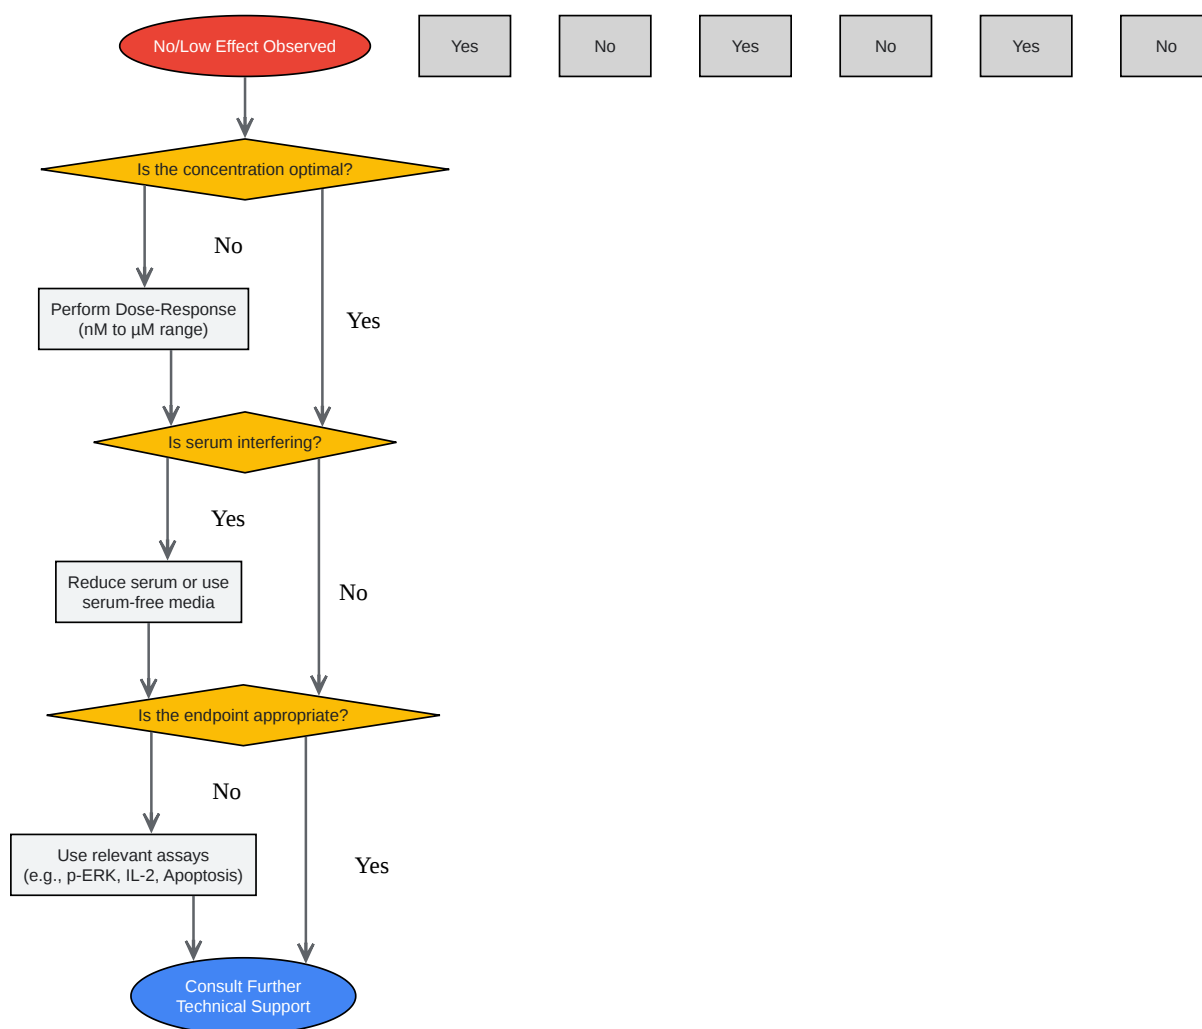 No/Low Effect Observed
Yes
No
Yes
No
Yes
No
Is the concentration optimal?
No
Perform Dose-Response
(nM to µM range)
Yes
Is serum interfering?
Yes
Reduce serum or use
serum-free media
No
Is the endpoint appropriate?
No
Use relevant assays
(e.g., p-ERK, IL-2, Apoptosis)
Yes
Consult Further
Technical Support